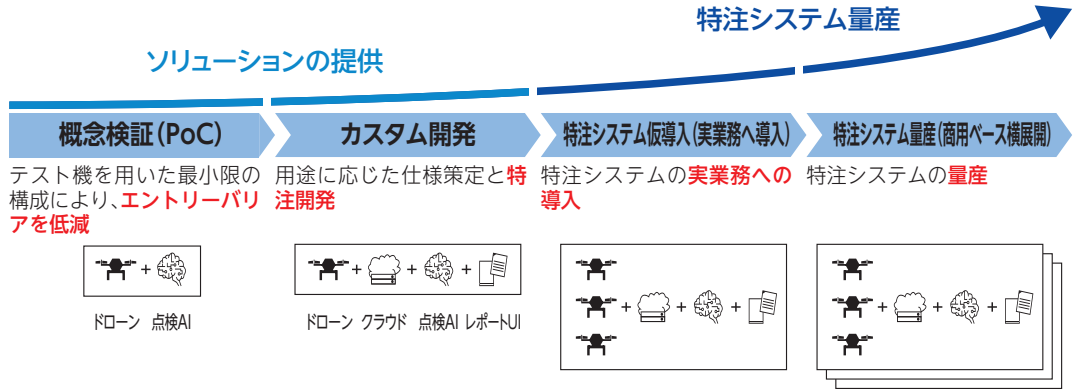 特注システム量産
ソリューションの提供
概念検証(PoC)
カスタム開発
特注システム仮導入(実業務へ導入)
特注システム量産(商用ベース横展開)
テスト機を用いた最小限の
構成により、エントリーバリ
アを低減
用途に応じた仕様策定と特
注開発
特注システムの実業務への
導入
特注システムの量産
+
ドローン 点検AI
+ + +
ドローン クラウド 点検AI レポートUI
+ + +
+ + +